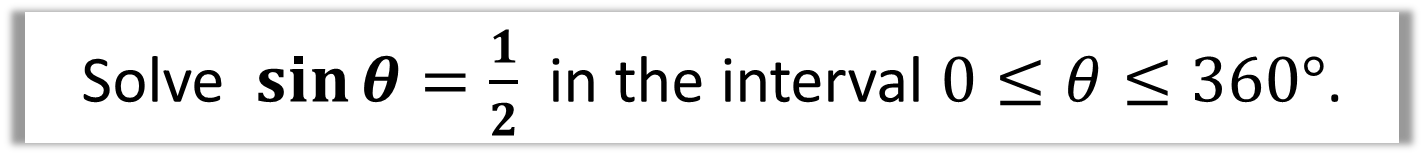 Solve sin θ = 1/2 in the interval 0 ≤ θ ≤ 360°.